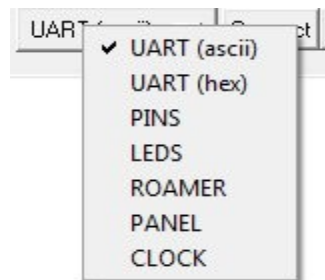 UART
UART (ascii)
UART (hex)
PINS
LEDS
ROAMER
PANEL
CLOCK